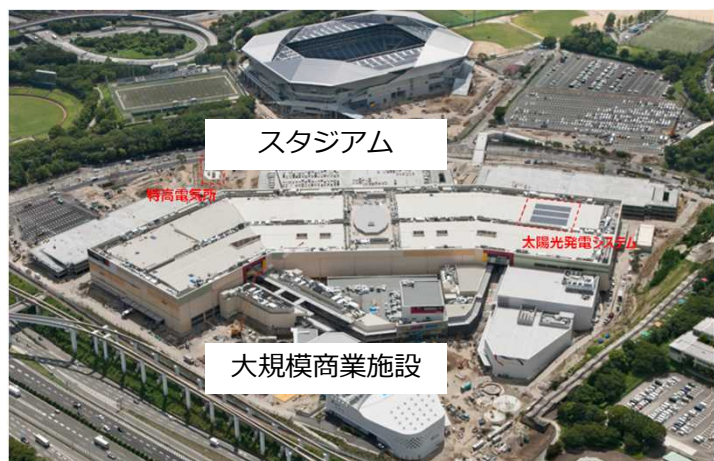 スタジアム
特高電気所
太陽光発電システム
大規模商業施設